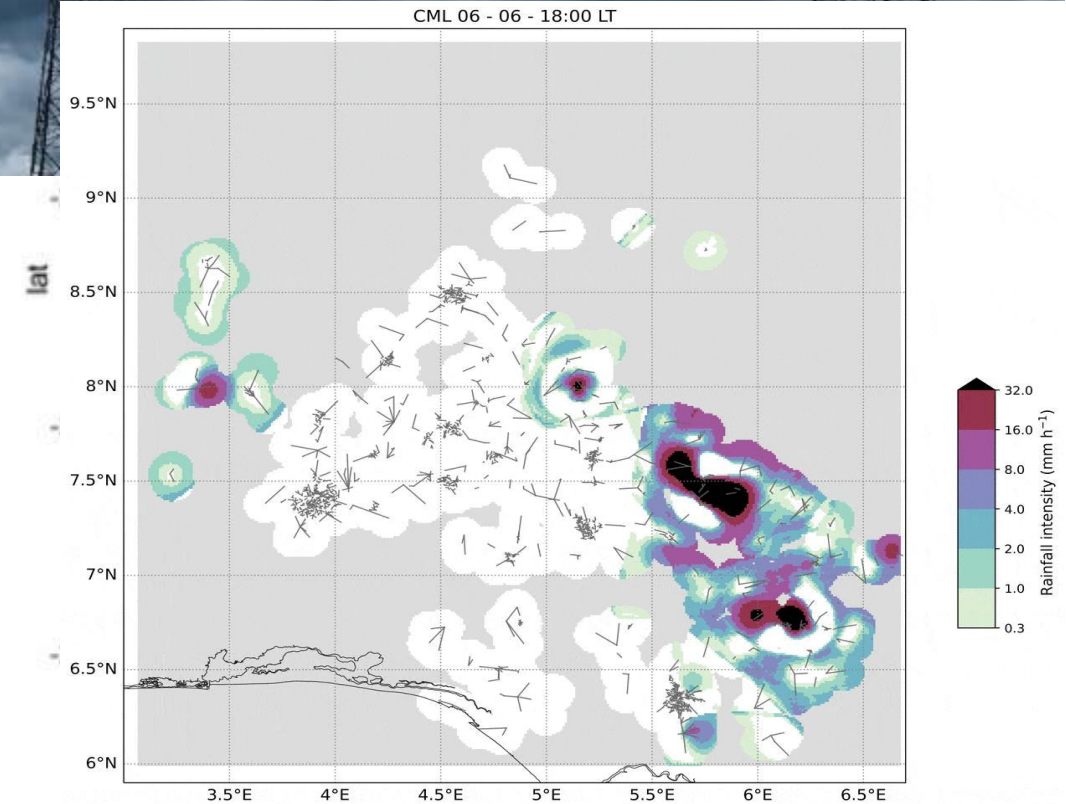 CML 06 - 06 - 18:00 LT
9.5°N
9°N
8.5°N
8°N
7.5°N
7°N
6.5°N
6°N
3.5°E 4°E 4.5°E 5°E 5.5°E 6°E 6.5°E
lat
32.0
16.0
8.0
4.0
2.0
1.0
0.3
Rainfall intensity (mm h⁻¹)